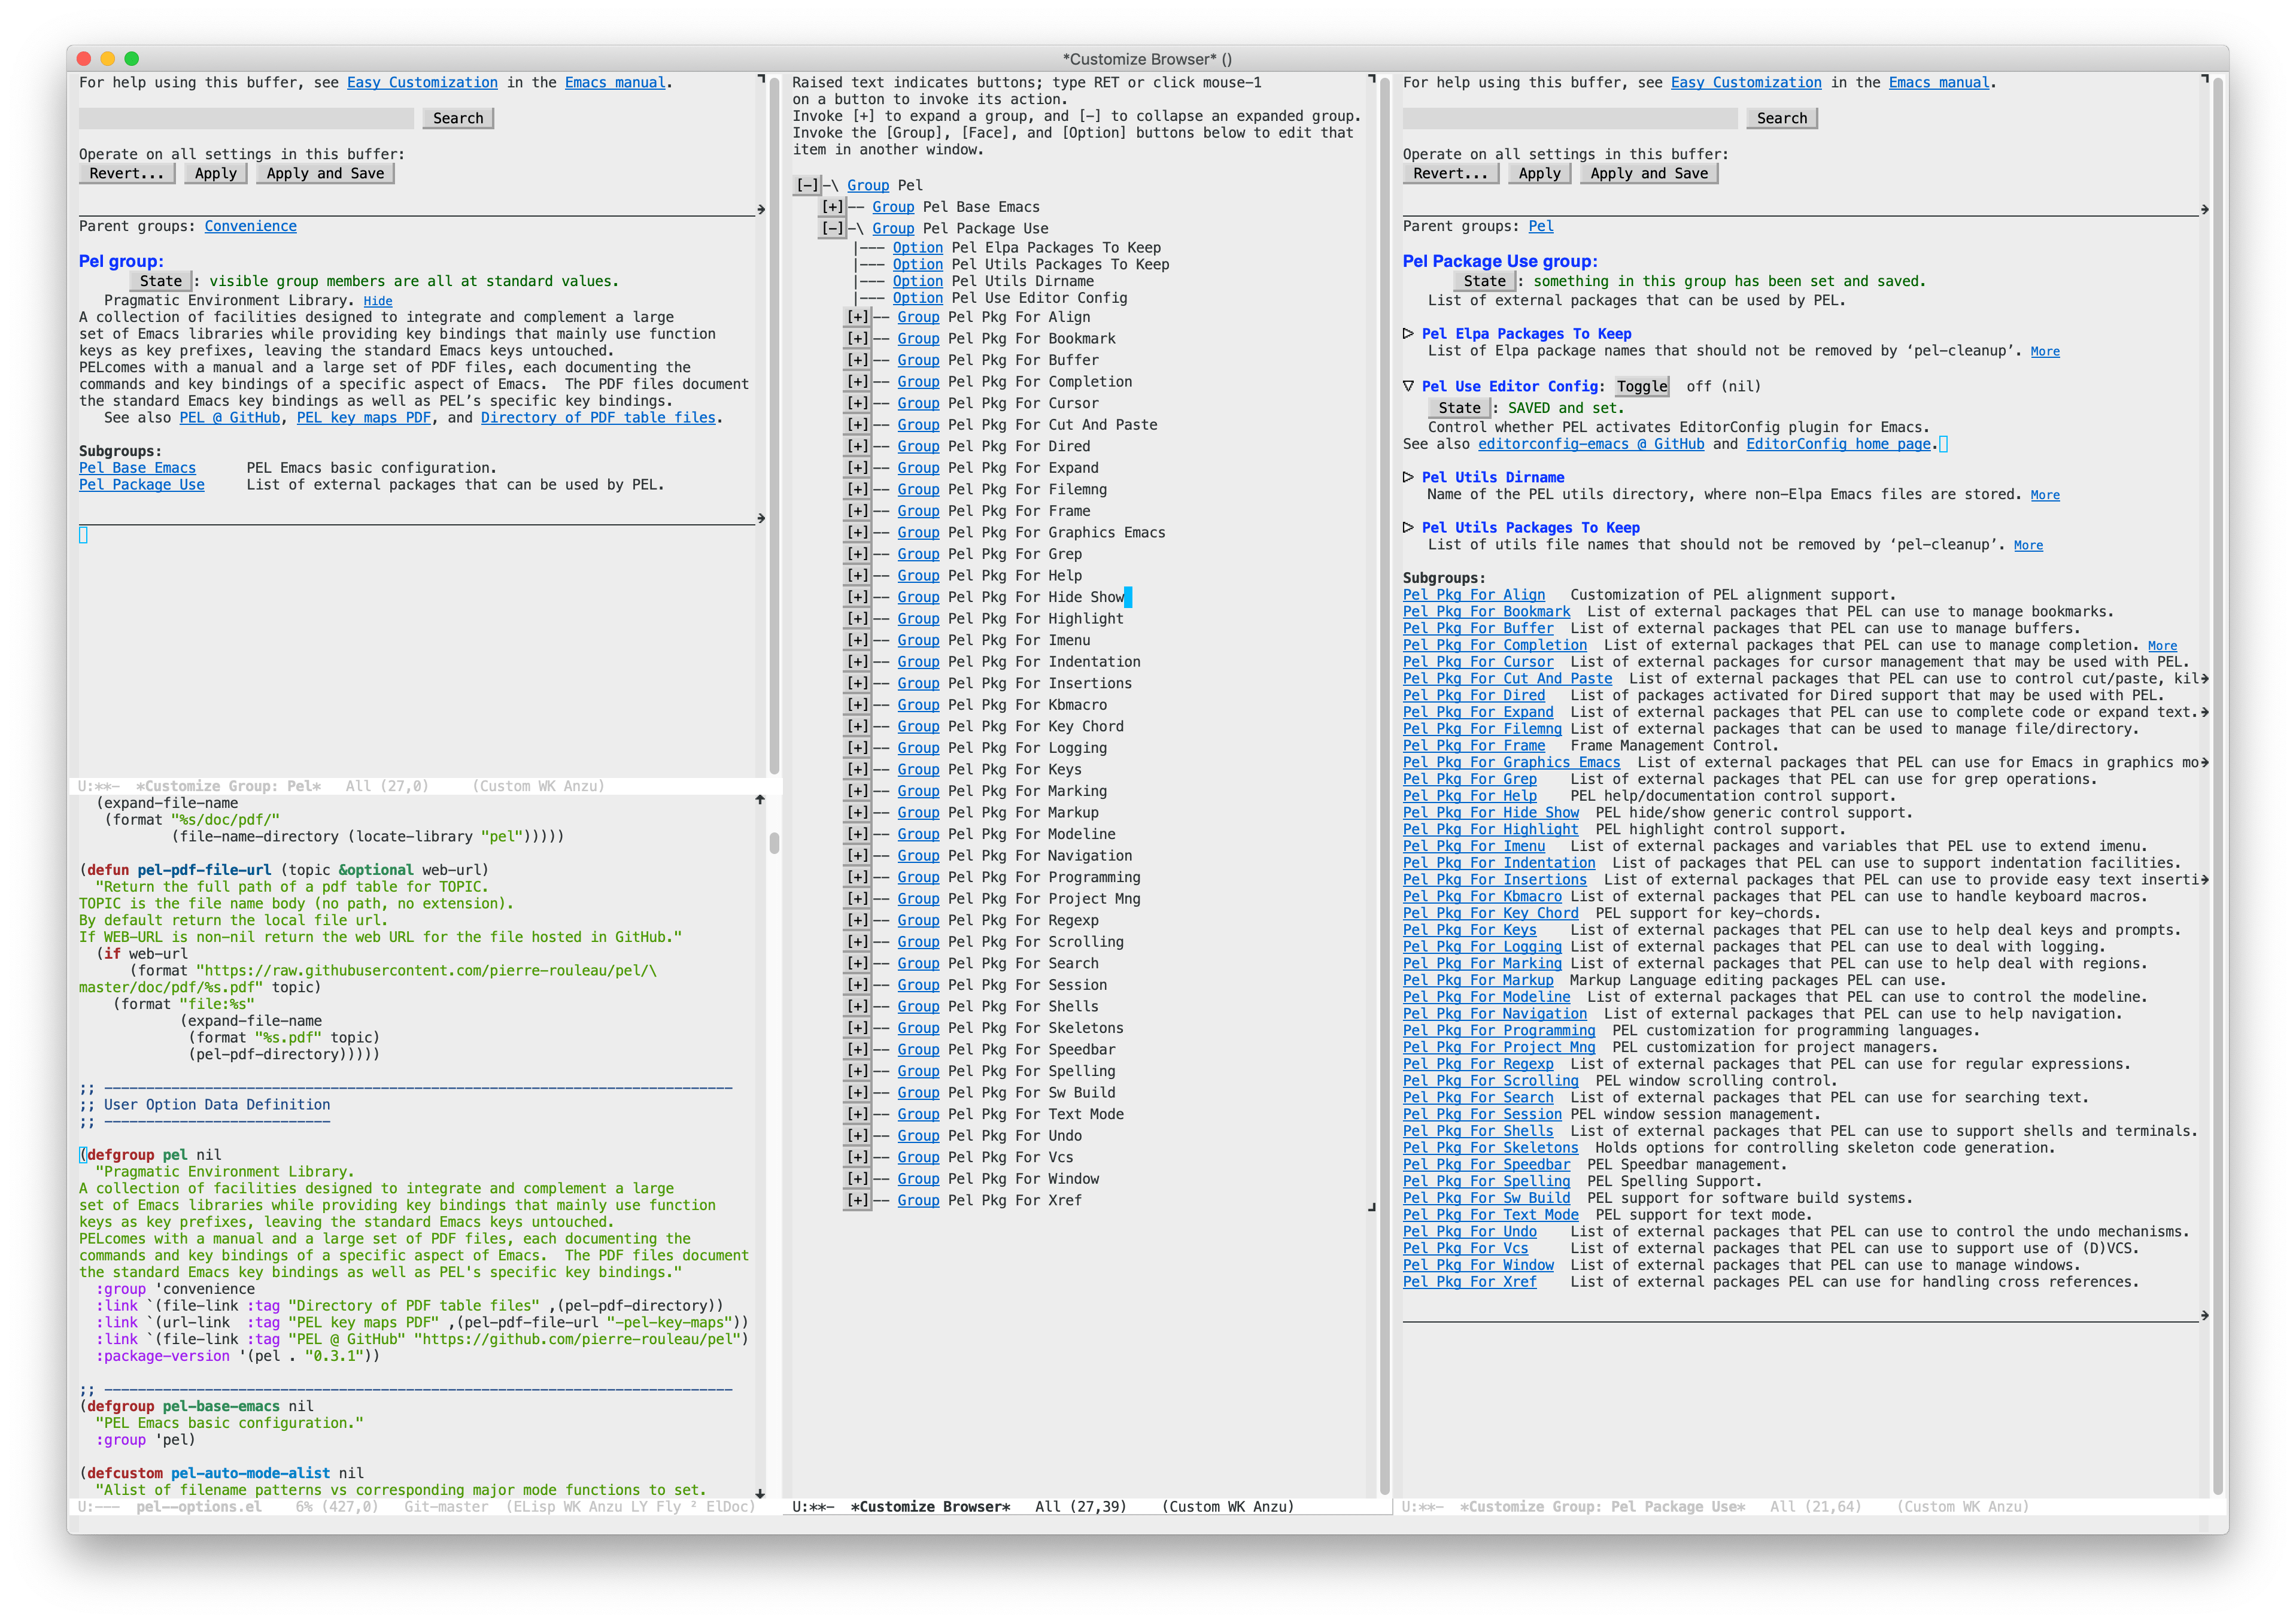 *Customize Browser* ()
For help using this buffer, see Easy Customization in the Emacs manual.
Search
Operate on all settings in this buffer:
Revert... Apply Apply and Save
Parent groups: Convenience
Pel group:
State : visible group members are all at standard values.
Pragmatic Environment Library. Hide
A collection of facilities designed to integrate and complement a large
set of Emacs libraries while providing key bindings that mainly use function
keys as key prefixes, leaving the standard Emacs keys untouched.
PELcomes with a manual and a large set of PDF files, each documenting the
commands and key bindings of a specific aspect of Emacs.  The PDF files document
the standard Emacs key bindings as well as PEL’s specific key bindings.
See also PEL @ GitHub, PEL key maps PDF, and Directory of PDF table files.
Subgroups:
Pel Base Emacs      PEL Emacs basic configuration.
Pel Package Use     List of external packages that can be used by PEL.
U:**-  *Customize Group: Pel*   All (27,0)     (Custom WK Anzu)
(expand-file-name
(format "%s/doc/pdf/"
(file-name-directory (locate-library "pel")))))
(defun pel-pdf-file-url (topic &optional web-url)
"Return the full path of a pdf table for TOPIC.
TOPIC is the file name body (no path, no extension).
By default return the local file url.
If WEB-URL is non-nil return the web URL for the file hosted in GitHub."
(if web-url
(format "https://raw.githubusercontent.com/pierre-rouleau/pel/\
master/doc/pdf/%s.pdf" topic)
(format "file:%s"
(expand-file-name
(format "%s.pdf" topic)
(pel-pdf-directory)))))
;; ---------------------------------------------------------------------------
;; User Option Data Definition
;; ---------------------------
(defgroup pel nil
"Pragmatic Environment Library.
A collection of facilities designed to integrate and complement a large
set of Emacs libraries while providing key bindings that mainly use function
keys as key prefixes, leaving the standard Emacs keys untouched.
PELcomes with a manual and a large set of PDF files, each documenting the
commands and key bindings of a specific aspect of Emacs.  The PDF files document
the standard Emacs key bindings as well as PEL's specific key bindings."
:group 'convenience
:link `(file-link :tag "Directory of PDF table files" ,(pel-pdf-directory))
:link `(url-link  :tag "PEL key maps PDF" ,(pel-pdf-file-url "-pel-key-maps"))
:link `(file-link :tag "PEL @ GitHub" "https://github.com/pierre-rouleau/pel")
:package-version '(pel . "0.3.1"))
;; ---------------------------------------------------------------------------
(defgroup pel-base-emacs nil
"PEL Emacs basic configuration."
:group 'pel)
(defcustom pel-auto-mode-alist nil
"Alist of filename patterns vs corresponding major mode functions to set.
U:---  pel--options.el    6% (427,0)   Git-master  (ELisp WK Anzu LY Fly ² ElDoc)
Raised text indicates buttons; type RET or click mouse-1
on a button to invoke its action.
Invoke [+] to expand a group, and [-] to collapse an expanded group.
Invoke the [Group], [Face], and [Option] buttons below to edit that
item in another window.
[-]-\ Group Pel
[+]-- Group Pel Base Emacs
[-]-\ Group Pel Package Use
|--- Option Pel Elpa Packages To Keep
|--- Option Pel Utils Packages To Keep
|--- Option Pel Utils Dirname
|--- Option Pel Use Editor Config
[+]-- Group Pel Pkg For Align
[+]-- Group Pel Pkg For Bookmark
[+]-- Group Pel Pkg For Buffer
[+]-- Group Pel Pkg For Completion
[+]-- Group Pel Pkg For Cursor
[+]-- Group Pel Pkg For Cut And Paste
[+]-- Group Pel Pkg For Dired
[+]-- Group Pel Pkg For Expand
[+]-- Group Pel Pkg For Filemng
[+]-- Group Pel Pkg For Frame
[+]-- Group Pel Pkg For Graphics Emacs
[+]-- Group Pel Pkg For Grep
[+]-- Group Pel Pkg For Help
[+]-- Group Pel Pkg For Hide Show
[+]-- Group Pel Pkg For Highlight
[+]-- Group Pel Pkg For Imenu
[+]-- Group Pel Pkg For Indentation
[+]-- Group Pel Pkg For Insertions
[+]-- Group Pel Pkg For Kbmacro
[+]-- Group Pel Pkg For Key Chord
[+]-- Group Pel Pkg For Logging
[+]-- Group Pel Pkg For Keys
[+]-- Group Pel Pkg For Marking
[+]-- Group Pel Pkg For Markup
[+]-- Group Pel Pkg For Modeline
[+]-- Group Pel Pkg For Navigation
[+]-- Group Pel Pkg For Programming
[+]-- Group Pel Pkg For Project Mng
[+]-- Group Pel Pkg For Regexp
[+]-- Group Pel Pkg For Scrolling
[+]-- Group Pel Pkg For Search
[+]-- Group Pel Pkg For Session
[+]-- Group Pel Pkg For Shells
[+]-- Group Pel Pkg For Skeletons
[+]-- Group Pel Pkg For Speedbar
[+]-- Group Pel Pkg For Spelling
[+]-- Group Pel Pkg For Sw Build
[+]-- Group Pel Pkg For Text Mode
[+]-- Group Pel Pkg For Undo
[+]-- Group Pel Pkg For Vcs
[+]-- Group Pel Pkg For Window
[+]-- Group Pel Pkg For Xref
U:**-  *Customize Browser*   All (27,39)    (Custom WK Anzu)
For help using this buffer, see Easy Customization in the Emacs manual.
Search
Operate on all settings in this buffer:
Revert... Apply Apply and Save
Parent groups: Pel
Pel Package Use group:
State : something in this group has been set and saved.
List of external packages that can be used by PEL.
Pel Elpa Packages To Keep
List of Elpa package names that should not be removed by ‘pel-cleanup’. More
Pel Use Editor Config: Toggle  off (nil)
State : SAVED and set.
Control whether PEL activates EditorConfig plugin for Emacs.
See also editorconfig-emacs @ GitHub and EditorConfig home page.
Pel Utils Dirname
Name of the PEL utils directory, where non-Elpa Emacs files are stored. More
Pel Utils Packages To Keep
List of utils file names that should not be removed by ‘pel-cleanup’. More
Subgroups:
Pel Pkg For Align   Customization of PEL alignment support.
Pel Pkg For Bookmark  List of external packages that PEL can use to manage bookmarks.
Pel Pkg For Buffer  List of external packages that PEL can use to manage buffers.
Pel Pkg For Completion  List of external packages that PEL can use to manage completion. More
Pel Pkg For Cursor  List of external packages for cursor management that may be used with PEL.
Pel Pkg For Cut And Paste  List of external packages that PEL can use to control cut/paste, kil
Pel Pkg For Dired   List of packages activated for Dired support that may be used with PEL.
Pel Pkg For Expand  List of external packages that PEL can use to complete code or expand text.
Pel Pkg For Filemng List of external packages that can be used to manage file/directory.
Pel Pkg For Frame   Frame Management Control.
Pel Pkg For Graphics Emacs  List of external packages that PEL can use for Emacs in graphics mo
Pel Pkg For Grep    List of external packages that PEL can use for grep operations.
Pel Pkg For Help    PEL help/documentation control support.
Pel Pkg For Hide Show  PEL hide/show generic control support.
Pel Pkg For Highlight  PEL highlight control support.
Pel Pkg For Imenu   List of external packages and variables that PEL use to extend imenu.
Pel Pkg For Indentation  List of packages that PEL can use to support indentation facilities.
Pel Pkg For Insertions  List of external packages that PEL can use to provide easy text inserti
Pel Pkg For Kbmacro List of external packages that PEL can use to handle keyboard macros.
Pel Pkg For Key Chord  PEL support for key-chords.
Pel Pkg For Keys    List of external packages that PEL can use to help deal keys and prompts.
Pel Pkg For Logging List of external packages that PEL can use to deal with logging.
Pel Pkg For Marking List of external packages that PEL can use to help deal with regions.
Pel Pkg For Markup  Markup Language editing packages PEL can use.
Pel Pkg For Modeline  List of external packages that PEL can use to control the modeline.
Pel Pkg For Navigation  List of external packages that PEL can use to help navigation.
Pel Pkg For Programming  PEL customization for programming languages.
Pel Pkg For Project Mng  PEL customization for project managers.
Pel Pkg For Regexp  List of external packages that PEL can use for regular expressions.
Pel Pkg For Scrolling  PEL window scrolling control.
Pel Pkg For Search  List of external packages that PEL can use for searching text.
Pel Pkg For Session PEL window session management.
Pel Pkg For Shells  List of external packages that PEL can use to support shells and terminals.
Pel Pkg For Skeletons  Holds options for controlling skeleton code generation.
Pel Pkg For Speedbar  PEL Speedbar management.
Pel Pkg For Spelling  PEL Spelling Support.
Pel Pkg For Sw Build  PEL support for software build systems.
Pel Pkg For Text Mode  PEL support for text mode.
Pel Pkg For Undo    List of external packages that PEL can use to control the undo mechanisms.
Pel Pkg For Vcs     List of external packages that PEL can use to support use of (D)VCS.
Pel Pkg For Window  List of external packages that PEL can use to manage windows.
Pel Pkg For Xref    List of external packages PEL can use for handling cross references.
U:**-  *Customize Group: Pel Package Use*   All (21,64)    (Custom WK Anzu)